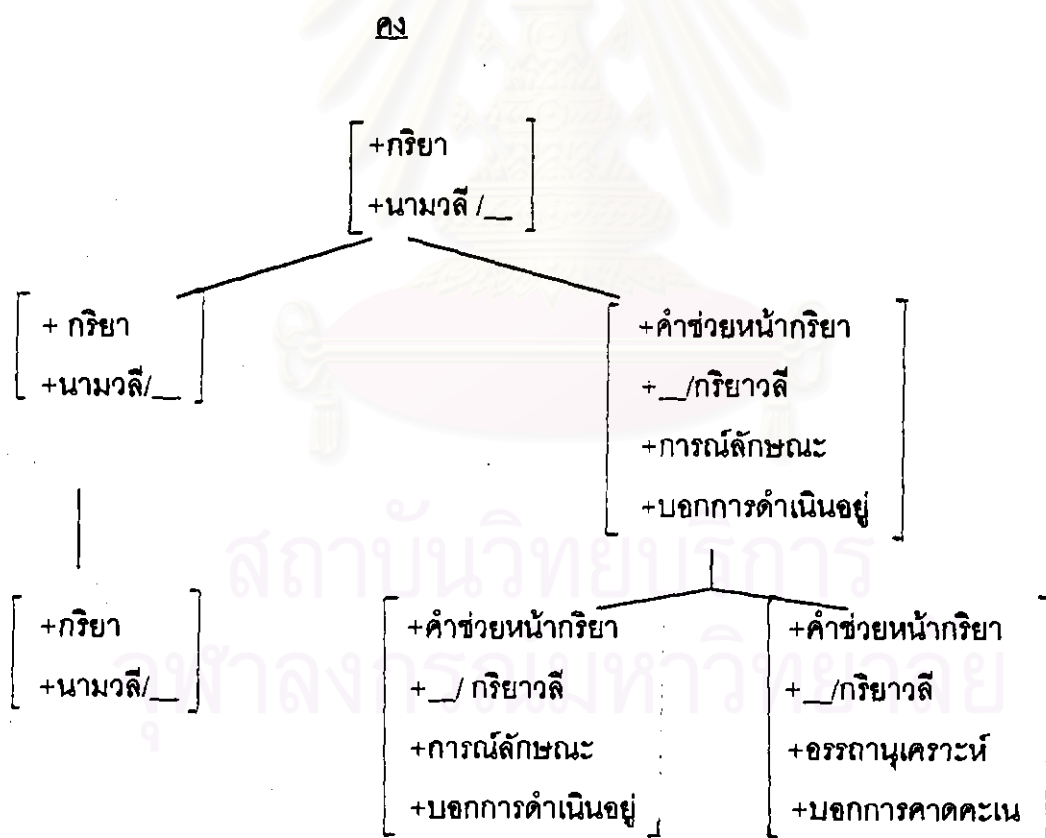 คง
+กริยา
+นามวลี /__
+ กริยา
+นามวลี/__
+คำช่วยหน้ากริยา
+__/กริยาวลี
+การณ์ลักษณะ
+บอกการดำเนินอยู่
+กริยา
+นามวลี/__
+คำช่วยหน้ากริยา
+__/ กริยาวลี
+การณ์ลักษณะ
+บอกการดำเนินอยู่
+คำช่วยหน้ากริยา
+__/กริยาวลี
+อรรถานุเคราะห์
+บอกการคาดคะเน
สถาบันวิทยบริการ
จุฬาลงกรณ์มหาวิทยาลัย